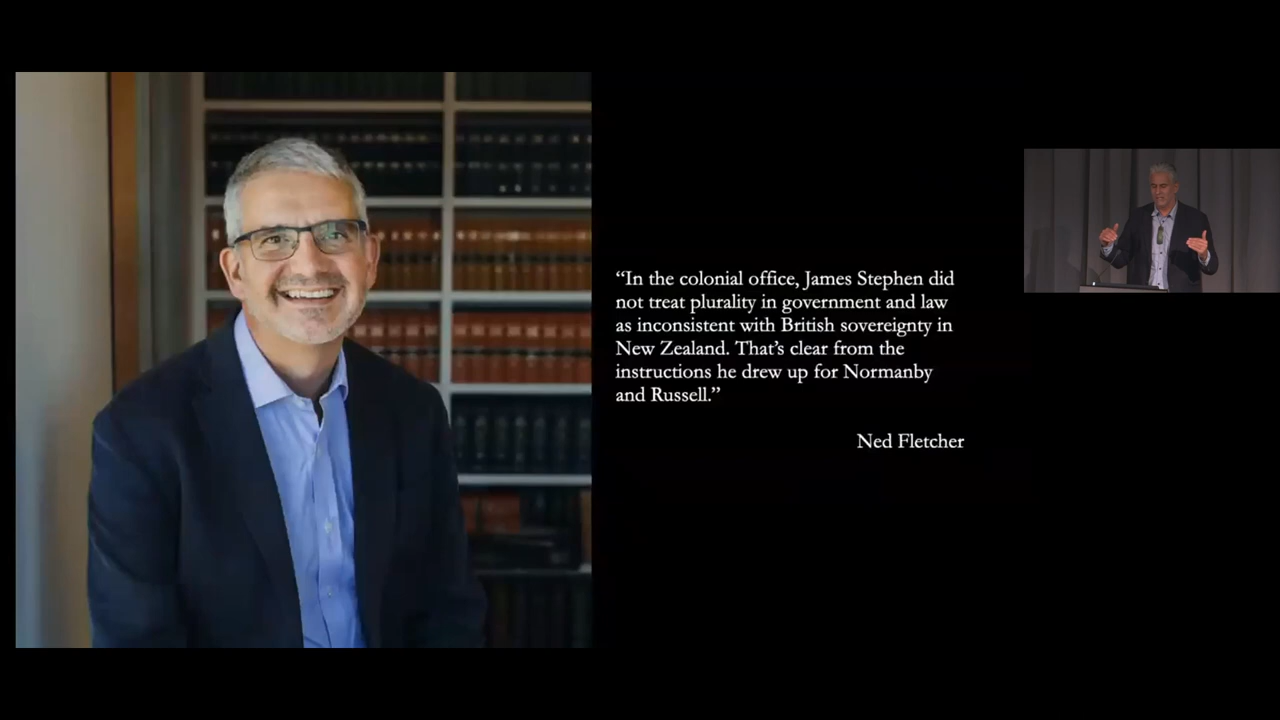 “In the colonial office, James Stephen did
not treat plurality in government and law
as inconsistent with British sovereignty in
New Zealand. That’s clear from the
instructions he drew up for Normanby
and Russell.”
Ned Fletcher